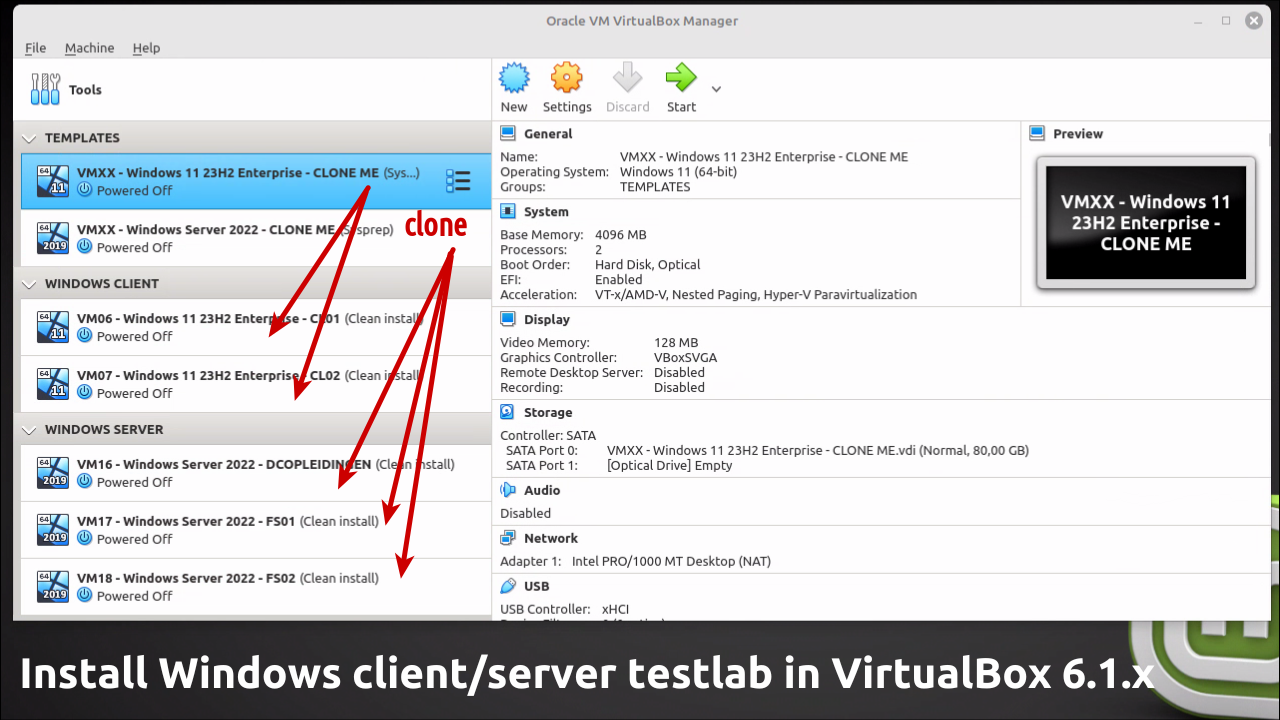 Oracle VM VirtualBox Manager
File Machine Help
Tools
New Settings Discard Start
TEMPLATES
64 11 VMXX - Windows 11 23H2 Enterprise - CLONE ME (Sys...)
Powered Off
64 2019 VMXX - Windows Server 2022 - CLONE ME (Sysprep)
Powered Off
clone
WINDOWS CLIENT
64 11 VM06 - Windows 11 23H2 Enterprise - CL01 (Clean install)
Powered Off
64 11 VM07 - Windows 11 23H2 Enterprise - CL02 (Clean install)
Powered Off
WINDOWS SERVER
64 2019 VM16 - Windows Server 2022 - DCOPLEIDINGEN (Clean install)
Powered Off
64 2019 VM17 - Windows Server 2022 - FS01 (Clean install)
Powered Off
64 2019 VM18 - Windows Server 2022 - FS02 (Clean install)
Powered Off
General
Name: VMXX - Windows 11 23H2 Enterprise - CLONE ME
Operating System: Windows 11 (64-bit)
Groups: TEMPLATES
System
Base Memory: 4096 MB
Processors: 2
Boot Order: Hard Disk, Optical
EFI: Enabled
Acceleration: VT-x/AMD-V, Nested Paging, Hyper-V Paravirtualization
Preview
VMXX - Windows 11
23H2 Enterprise -
CLONE ME
Display
Video Memory: 128 MB
Graphics Controller: VBoxSVGA
Remote Desktop Server: Disabled
Recording: Disabled
Storage
Controller: SATA
SATA Port 0: VMXX - Windows 11 23H2 Enterprise - CLONE ME.vdi (Normal, 80,00 GB)
SATA Port 1: [Optical Drive] Empty
Audio
Disabled
Network
Adapter 1: Intel PRO/1000 MT Desktop (NAT)
USB
USB Controller: xHCI
Install Windows client/server testlab in VirtualBox 6.1.x